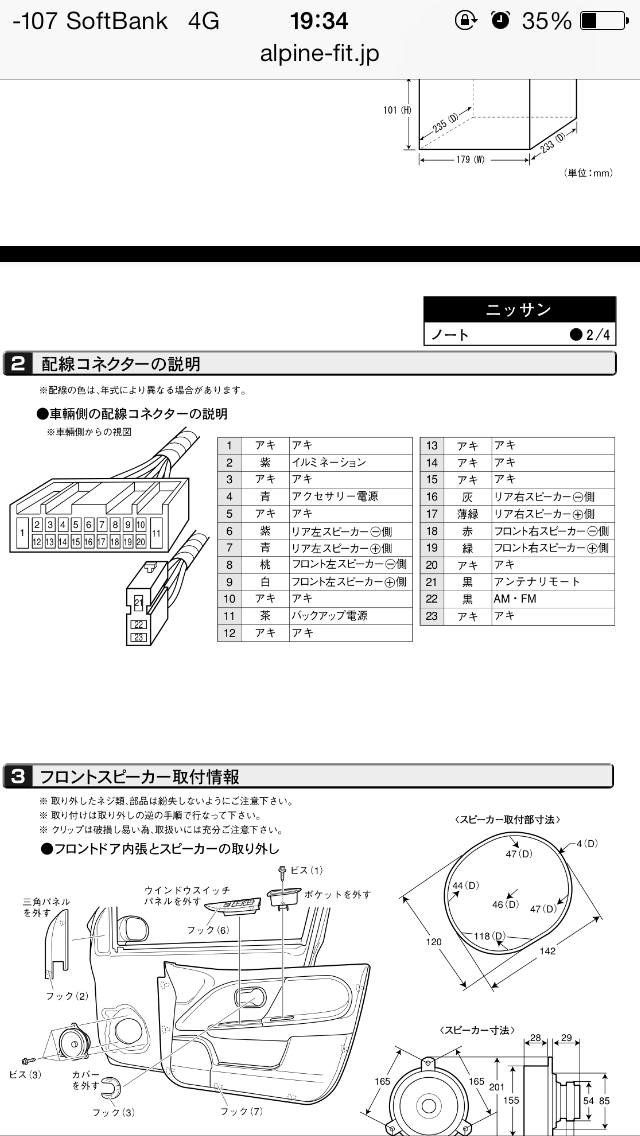 -107 SoftBank 4G 19:34 35%
alpine-fit.jp
101(H)
235(D)
233(D)
179(W)
(単位:mm)
ニッサン
ノート ●2/4
2 配線コネクターの説明
※配線の色は、年式により異なる場合があります。
●車輛側の配線コネクターの説明
※車輛側からの視図
1 2 3 4 5 6 7 8 9 10 11
12 13 14 15 16 17 18 19 20
21
22
23
1 アキ アキ
2 紫 イルミネーション
3 アキ アキ
4 青 アクセサリー電源
5 アキ アキ
6 紫 リア左スピーカー⊖側
7 青 リア左スピーカー⊕側
8 桃 フロント左スピーカー⊖側
9 白 フロント左スピーカー⊕側
10 アキ アキ
11 茶 バックアップ電源
12 アキ アキ
13 アキ アキ
14 アキ アキ
15 アキ アキ
16 灰 リア右スピーカー⊖側
17 薄緑 リア右スピーカー⊕側
18 赤 フロント右スピーカー⊖側
19 緑 フロント右スピーカー⊕側
20 アキ アキ
21 黒 アンテナリモート
22 黒 AM・FM
23 アキ アキ
3 フロントスピーカー取付情報
※ 取り外したネジ類、部品は紛失しないようにご注意下さい。
※ 取り付けは取り外しの逆の手順で行なって下さい。
※ クリップは破損し易い為、取扱いには充分ご注意下さい。
●フロントドア内張とスピーカーの取り外し
三角パネル
を外す
フック(2)
ウインドウスイッチ
パネルを外す
フック(6)
ビス(1)
ポケットを外す
ビス(3)
カバー
を外す
フック(3)
フック(7)
〈スピーカー取付部寸法〉
47(D)
4(D)
44(D)
46(D)
47(D)
118(D)
120
142
〈スピーカー寸法〉
28
29
165
165
201
155
54
85